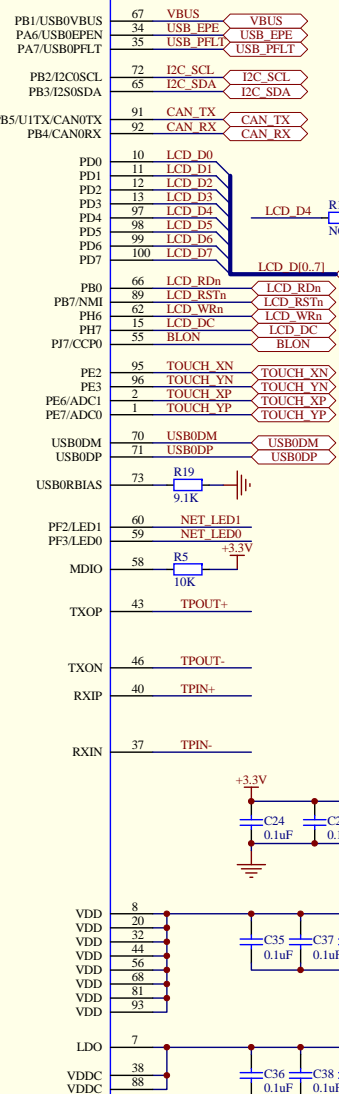 PB1/USB0VBUS 67 VBUS VBUS
PA6/USB0EPEN 34 USB_EPE USB_EPE
PA7/USB0PFLT 35 USB_PFLT USB_PFLT
PB2/I2C0SCL 72 I2C_SCL I2C_SCL
PB3/I2S0SDA 65 I2C_SDA I2C_SDA
PB5/U1TX/CAN0TX 91 CAN_TX CAN_TX
PB4/CAN0RX 92 CAN_RX CAN_RX
PD0 10 LCD_D0
PD1 11 LCD_D1
PD2 12 LCD_D2
PD3 13 LCD_D3
PD4 97 LCD_D4 LCD_D4
PD5 98 LCD_D5
PD6 99 LCD_D6
PD7 100 LCD_D7 LCD_D[0..7]
PB0 66 LCD_RDn LCD_RDn
PB7/NMI 89 LCD_RSTn LCD_RSTn
PH6 62 LCD_WRn LCD_WRn
PH7 15 LCD_DC LCD_DC
PJ7/CCP0 55 BLON BLON
PE2 95 TOUCH_XN TOUCH_XN
PE3 96 TOUCH_YN TOUCH_YN
PE6/ADC1 2 TOUCH_XP TOUCH_XP
PE7/ADC0 1 TOUCH_YP TOUCH_YP
USB0DM 70 USB0DM USB0DM
USB0DP 71 USB0DP USB0DP
USB0RBIAS 73 R19
9.1K
PF2/LED1 60 NET_LED1
PF3/LED0 59 NET_LED0
+3.3V
MDIO 58 R5
10K
TXOP 43 TPOUT+
TXON 46 TPOUT-
RXIP 40 TPIN+
RXIN 37 TPIN-
+3.3V
C24
0.1uF
VDD 8
VDD 20
VDD 32
VDD 44
VDD 56
VDD 68
VDD 81
VDD 93
C35 C37
0.1uF 0.1uF
LDO 7
VDDC 38
VDDC 88
C36 C38
0.1uF 0.1uF